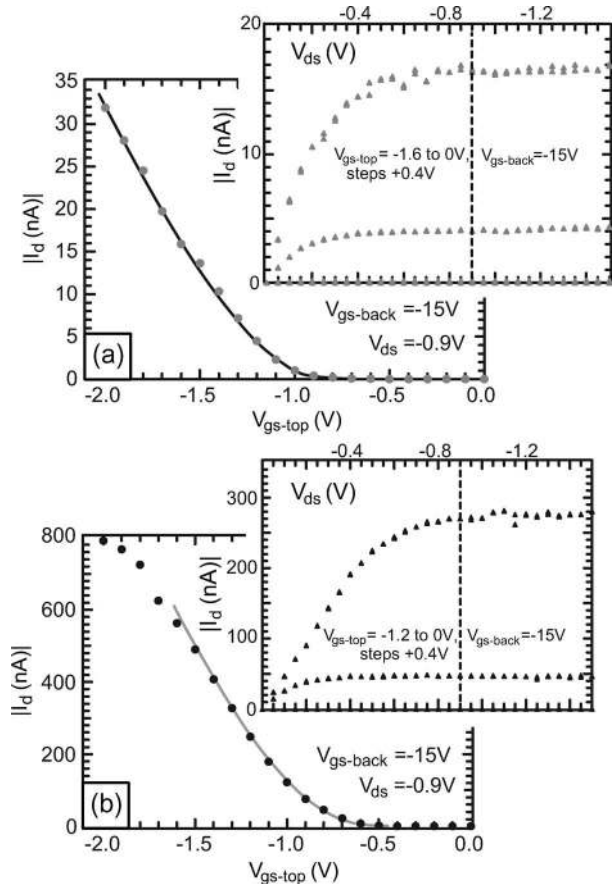 -0.4 -0.8 -1.2
V_ds (V)
20
10
0
|I_d (nA)|
V_gs-top = -1.6 to 0V,
steps +0.4V
V_gs-back=-15V
35
30
25
20
15
10
5
0
|I_d (nA)|
V_gs-back =-15V
V_ds =-0.9V
(a)
-2.0 -1.5 -1.0 -0.5 0.0
V_gs-top (V)
-0.4 -0.8 -1.2
V_ds (V)
300
200
100
0
|I_d (nA)|
V_gs-top = -1.2 to 0V,
steps +0.4V
V_gs-back=-15V
800
600
400
200
0
|I_d (nA)|
V_gs-back =-15V
V_ds =-0.9V
(b)
-2.0 -1.5 -1.0 -0.5 0.0
V_gs-top (V)